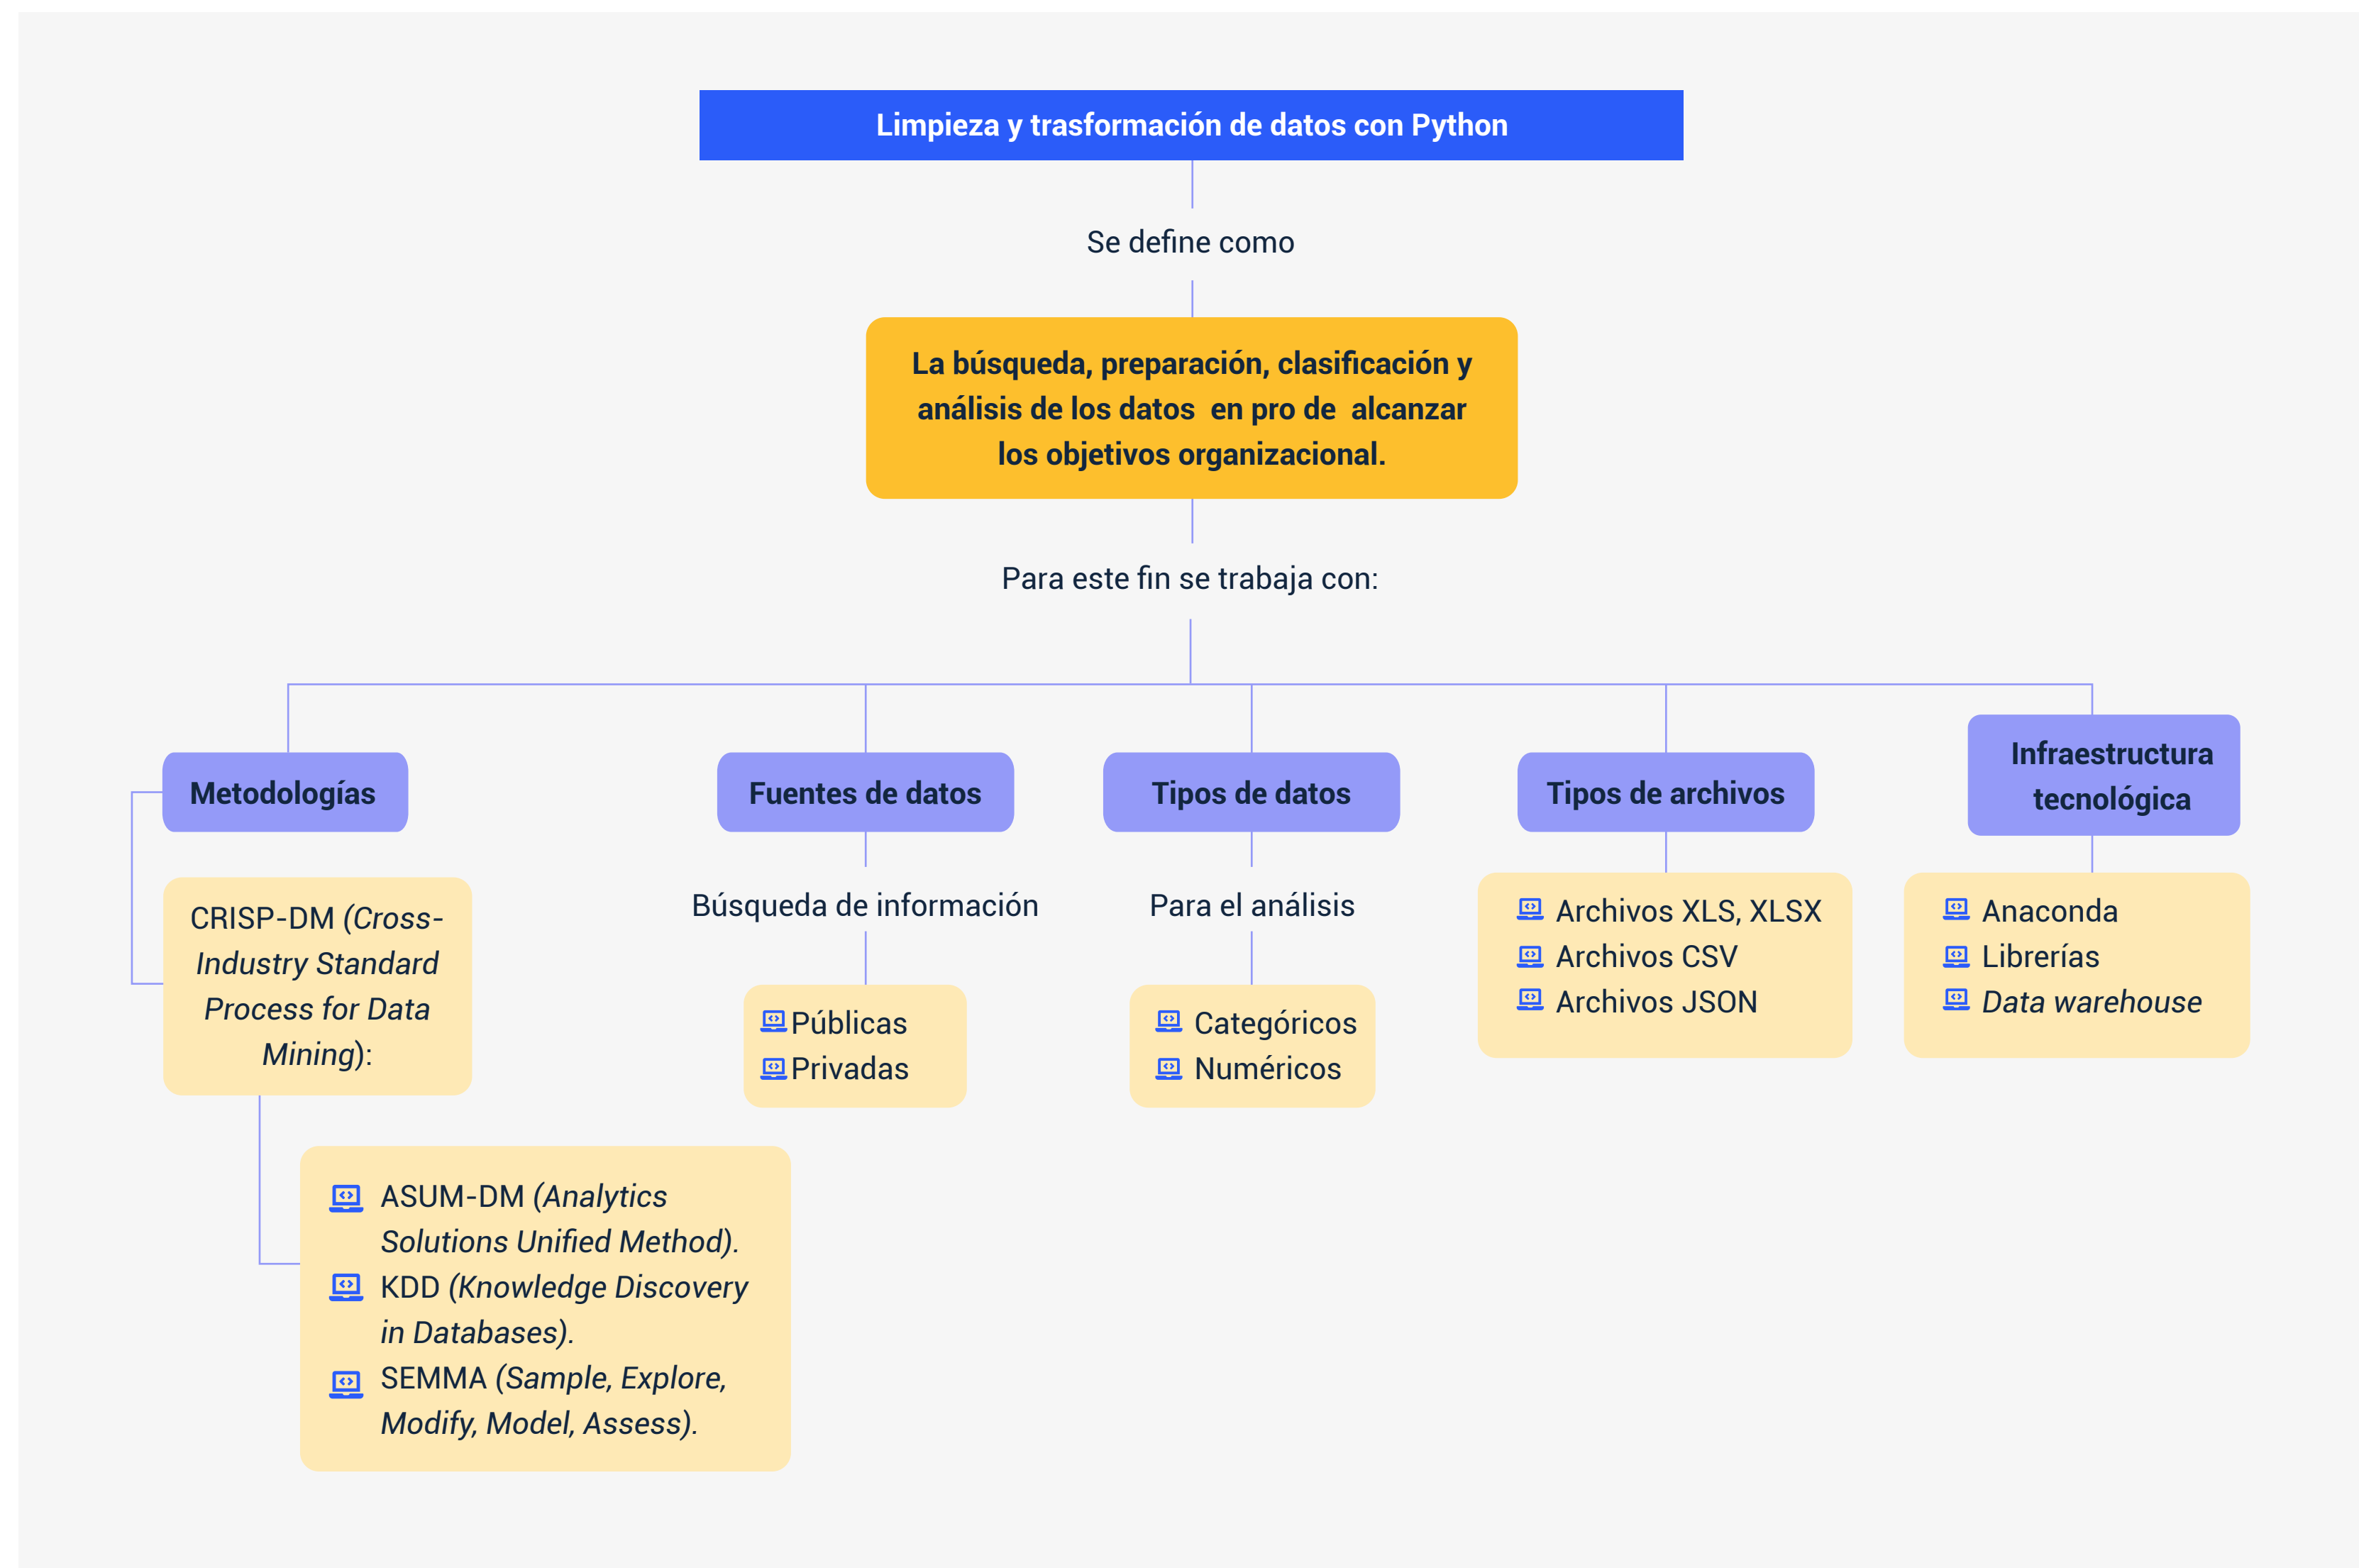 Limpieza y trasformación de datos con Python
Se define como
La búsqueda, preparación, clasificación y
análisis de los datos en pro de alcanzar
los objetivos organizacional.
Para este fin se trabaja con:
Metodologías
CRISP-DM (Cross-
Industry Standard
Process for Data
Mining):
ASUM-DM (Analytics
Solutions Unified Method).
KDD (Knowledge Discovery
in Databases).
SEMMA (Sample, Explore,
Modify, Model, Assess).
Fuentes de datos
Búsqueda de información
Públicas
Privadas
Tipos de datos
Para el análisis
Categóricos
Numéricos
Tipos de archivos
Archivos XLS, XLSX
Archivos CSV
Archivos JSON
Infraestructura
tecnológica
Anaconda
Librerías
Data warehouse